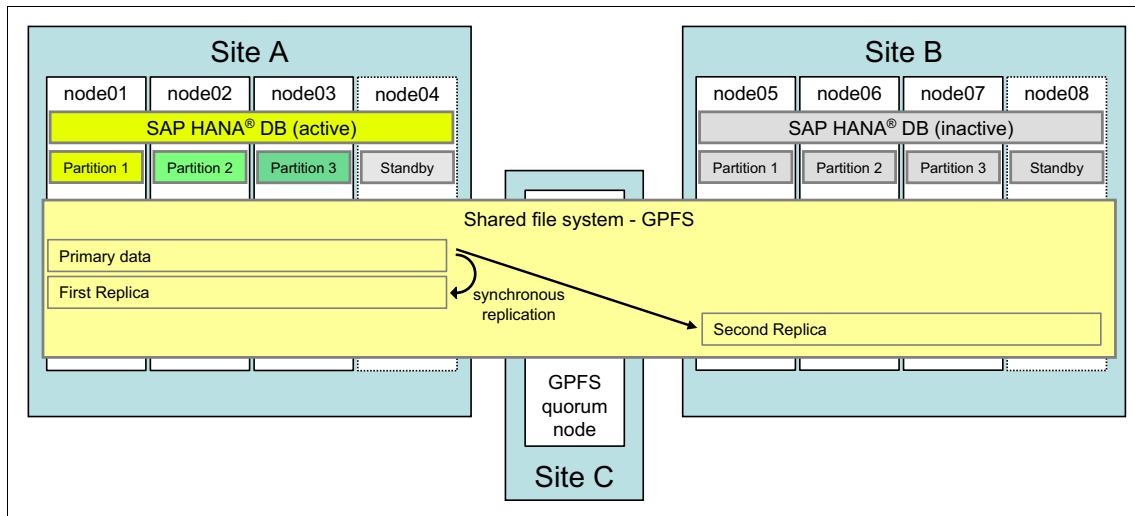 Site A
node01 node02 node03 node04
SAP HANA® DB (active)
Partition 1 Partition 2 Partition 3 Standby
Site B
node05 node06 node07 node08
SAP HANA® DB (inactive)
Partition 1 Partition 2 Partition 3 Standby
Shared file system - GPFS
Primary data
First Replica
synchronous
replication
Second Replica
GPFS
quorum
node
Site C